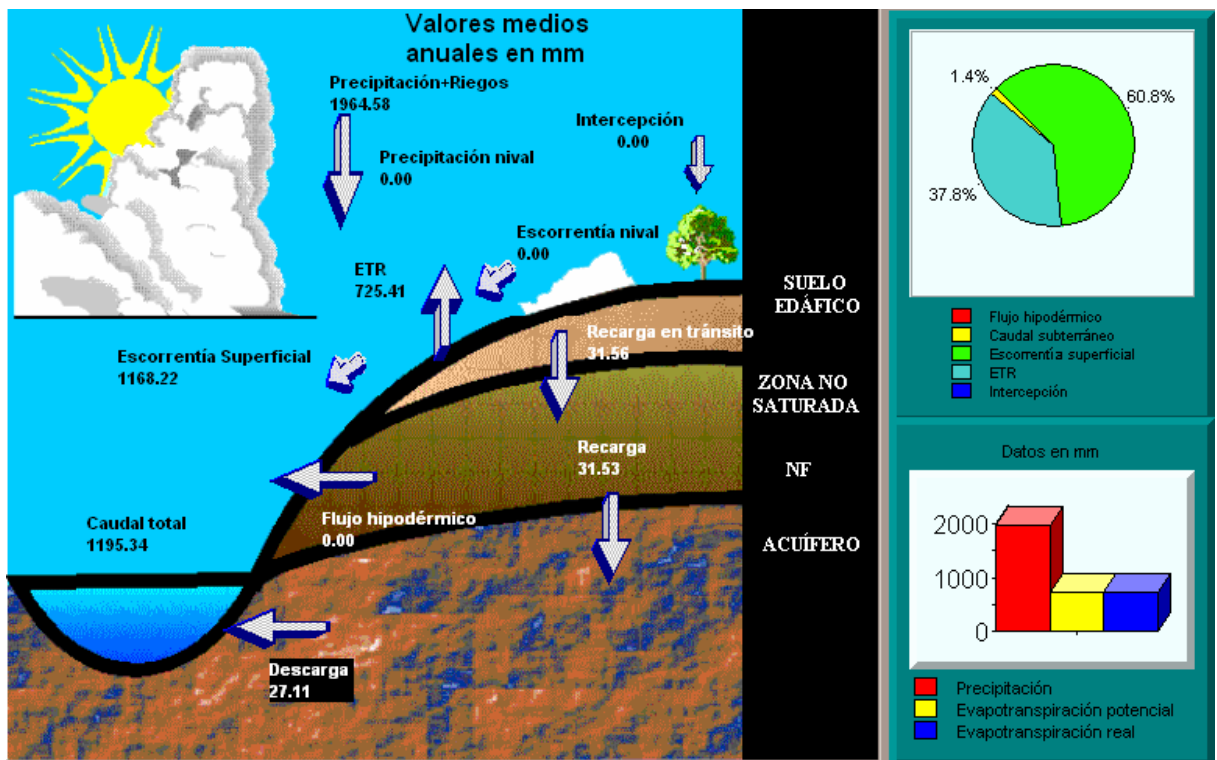 Valores medios
anuales en mm
Precipitación+Riegos
1964.58
Intercepción
0.00
Precipitación nival
0.00
Escorrentía nival
0.00
ETR
725.41
Escorrentía Superficial
1168.22
Recarga en tránsito
31.56
Recarga
31.53
Flujo hipodérmico
0.00
Caudal total
1195.34
Descarga
27.11
SUELO
EDÁFICO
ZONA NO
SATURADA
NF
ACUÍFERO
1.4%
60.8%
37.8%
Flujo hipodérmico
Caudal subterráneo
Escorrentía superficial
ETR
Intercepción
Datos en mm
2000
1000
0
Precipitación
Evapotranspiración potencial
Evapotranspiración real